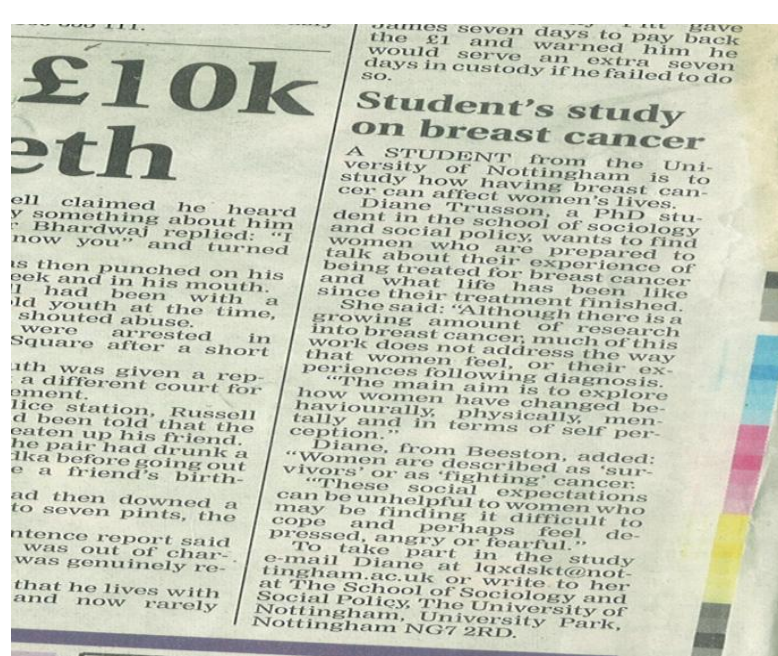 £10k
eth
ell claimed he heard
y something about him
Bhardwaj replied: “I
now you” and turned
as then punched on his
eek and in his mouth.
had been with a
ld youth at the time,
shouted abuse.
were arrested in
Square after a short
uth was given a rep-
a different court for
ement.
lice station, Russell
d been told that the
eaten up his friend.
he pair had drunk a
dka before going out
e a friend’s birth-
ad then downed a
to seven pints, the
ntence report said
was out of char-
was genuinely re-
that he lives with
and now rarely
James seven days to pay back
the £1 and warned him he
would serve an extra seven
days in custody if he failed to do
so.
Student’s study
on breast cancer
A STUDENT from the Uni-
versity of Nottingham is to
study how having breast can-
cer can affect women’s lives.
Diane Trusson, a PhD stu-
dent in the school of sociology
and social policy, wants to find
women who are prepared to
talk about their experience of
being treated for breast cancer
and what life has been like
since their treatment finished.
She said: “Although there is a
growing amount of research
into breast cancer, much of this
work does not address the way
that women feel, or their ex-
periences following diagnosis.
“The main aim is to explore
how women have changed be-
haviourally, physically, men-
tally and in terms of self per-
ception.”
Diane, from Beeston, added:
“Women are described as ‘sur-
vivors’ or as ‘fighting’ cancer.
“These social expectations
can be unhelpful to women who
may be finding it difficult to
cope and perhaps feel de-
pressed, angry or fearful.”
To take part in the study
e-mail Diane at lqxdskt@not-
tingham.ac.uk or write to her
at The School of Sociology and
Social Policy, The University of
Nottingham, University Park,
Nottingham NG7 2RD.